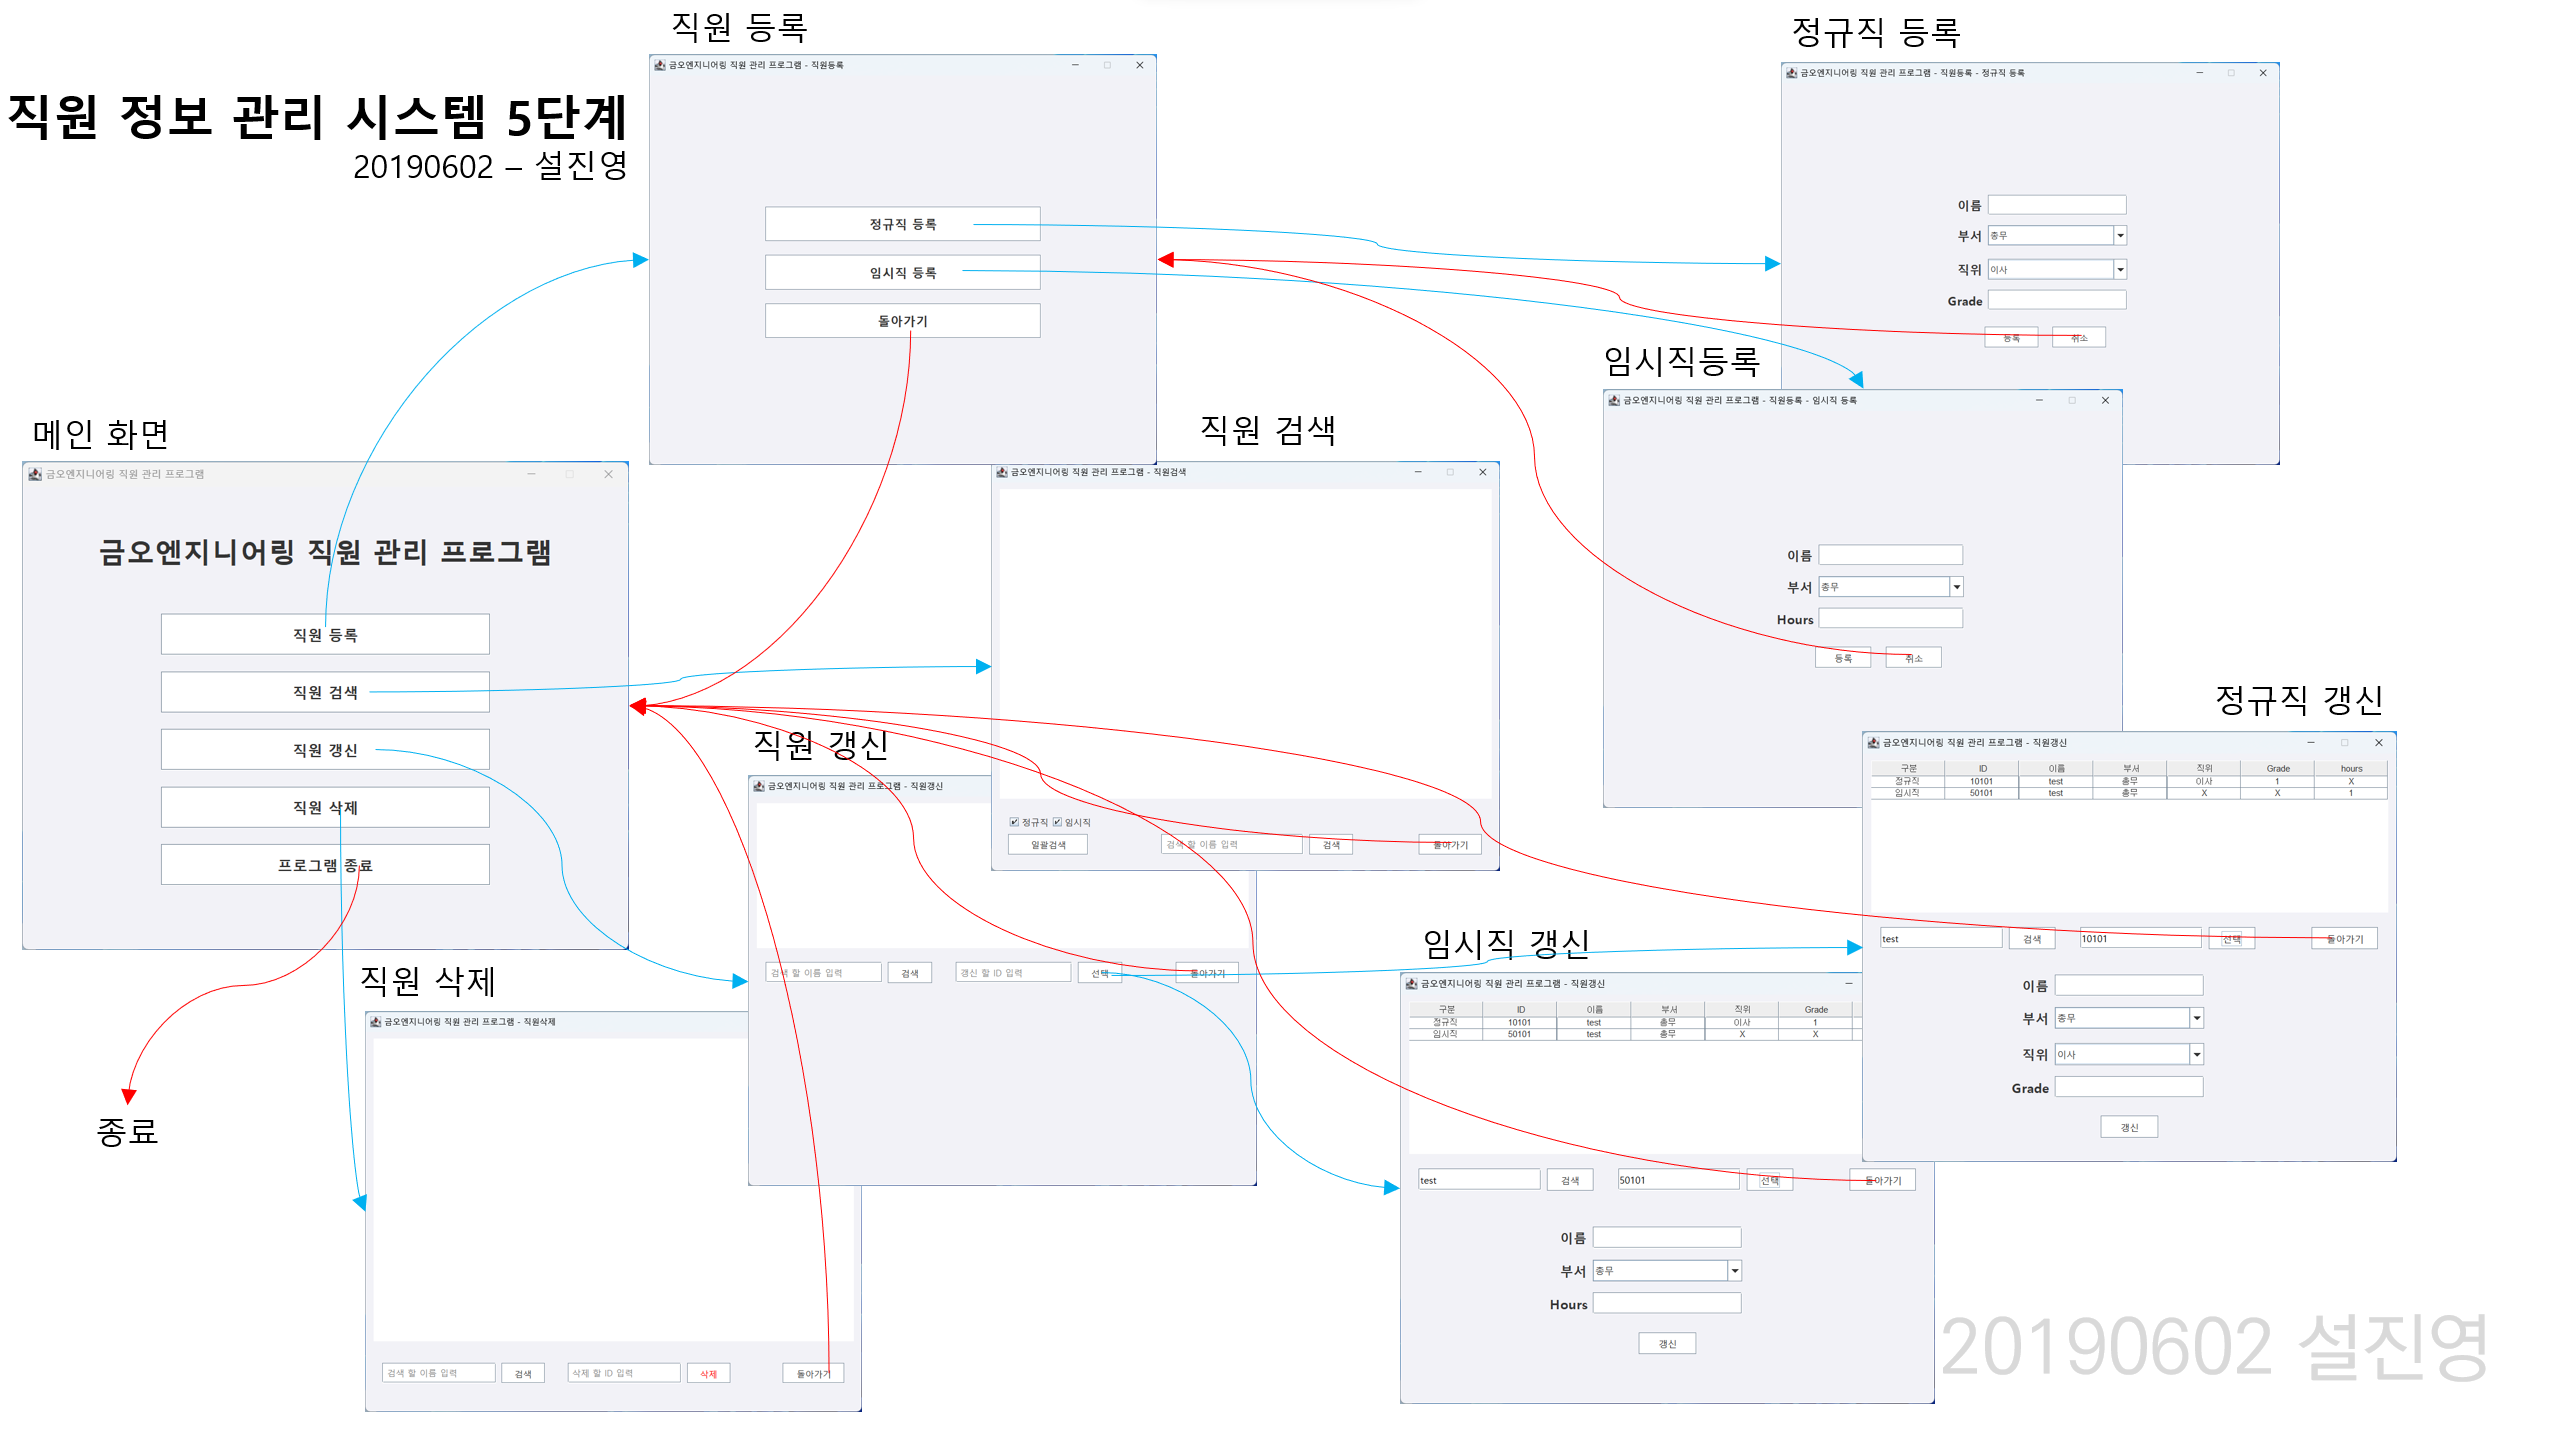 직원 정보 관리 시스템 5단계
20190602 – 설진영
직원 등록
금오엔지니어링 직원 관리 프로그램 - 직원등록
정규직 등록
임시직 등록
돌아가기
정규직 등록
금오엔지니어링 직원 관리 프로그램 - 직원등록 - 정규직 등록
이름
부서 총무
직위 이사
Grade
등록 취소
임시직등록
금오엔지니어링 직원 관리 프로그램 - 직원등록 - 임시직 등록
이름
부서 총무
Hours
등록 취소
메인 화면
금오엔지니어링 직원 관리 프로그램
금오엔지니어링 직원 관리 프로그램
직원 등록
직원 검색
직원 갱신
직원 삭제
프로그램 종료
종료
직원 검색
금오엔지니어링 직원 관리 프로그램 - 직원검색
정규직 임시직
일괄검색 검색 할 이름 입력 검색 돌아가기
직원 갱신
금오엔지니어링 직원 관리 프로그램 - 직원갱신
검색 할 이름 입력 검색 갱신 할 ID 입력 선택 돌아가기
직원 삭제
금오엔지니어링 직원 관리 프로그램 - 직원삭제
검색 할 이름 입력 검색 삭제 할 ID 입력 삭제 돌아가기
정규직 갱신
금오엔지니어링 직원 관리 프로그램 - 직원갱신
구분 ID 이름 부서 직위 Grade hours
정규직 10101 test 총무 이사 1 X
임시직 50101 test 총무 X X 1
test 검색 10101 선택 돌아가기
이름
부서 총무
직위 이사
Grade
갱신
임시직 갱신
금오엔지니어링 직원 관리 프로그램 - 직원갱신
구분 ID 이름 부서 직위 Grade
정규직 10101 test 총무 이사 1
임시직 50101 test 총무 X X
test 검색 50101 선택 돌아가기
이름
부서 총무
Hours
갱신
20190602 설진영